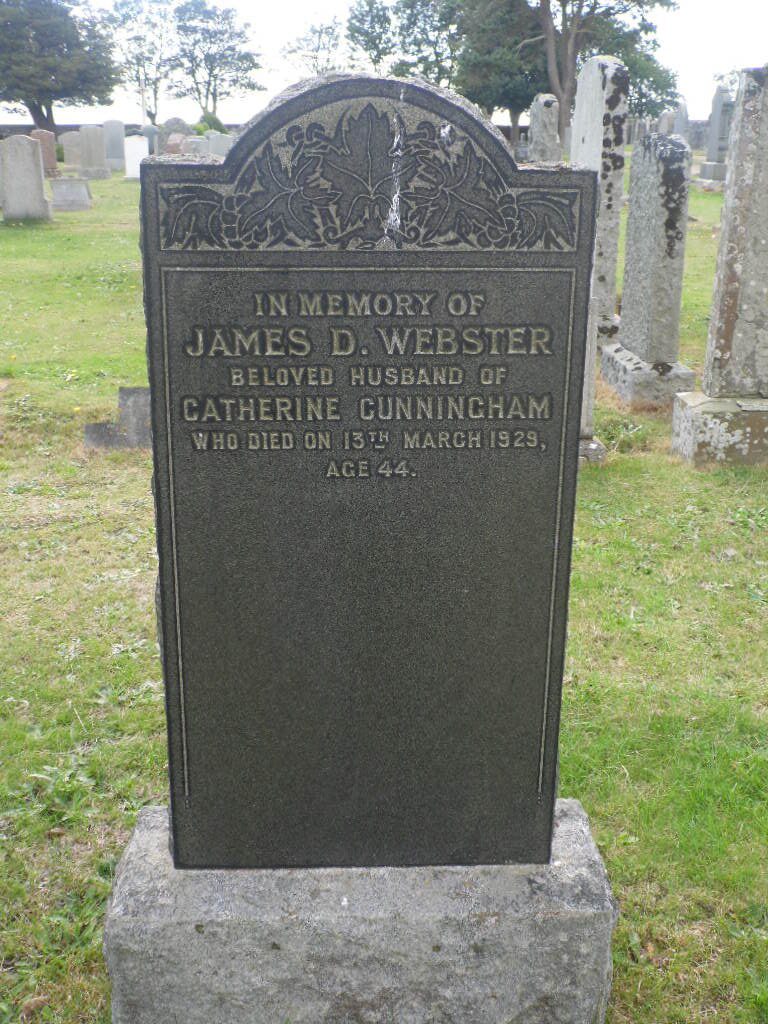 IN MEMORY OF
JAMES D. WEBSTER
BELOVED HUSBAND OF
CATHERINE CUNNINGHAM
WHO DIED ON 13TH MARCH 1929,
AGE 44.